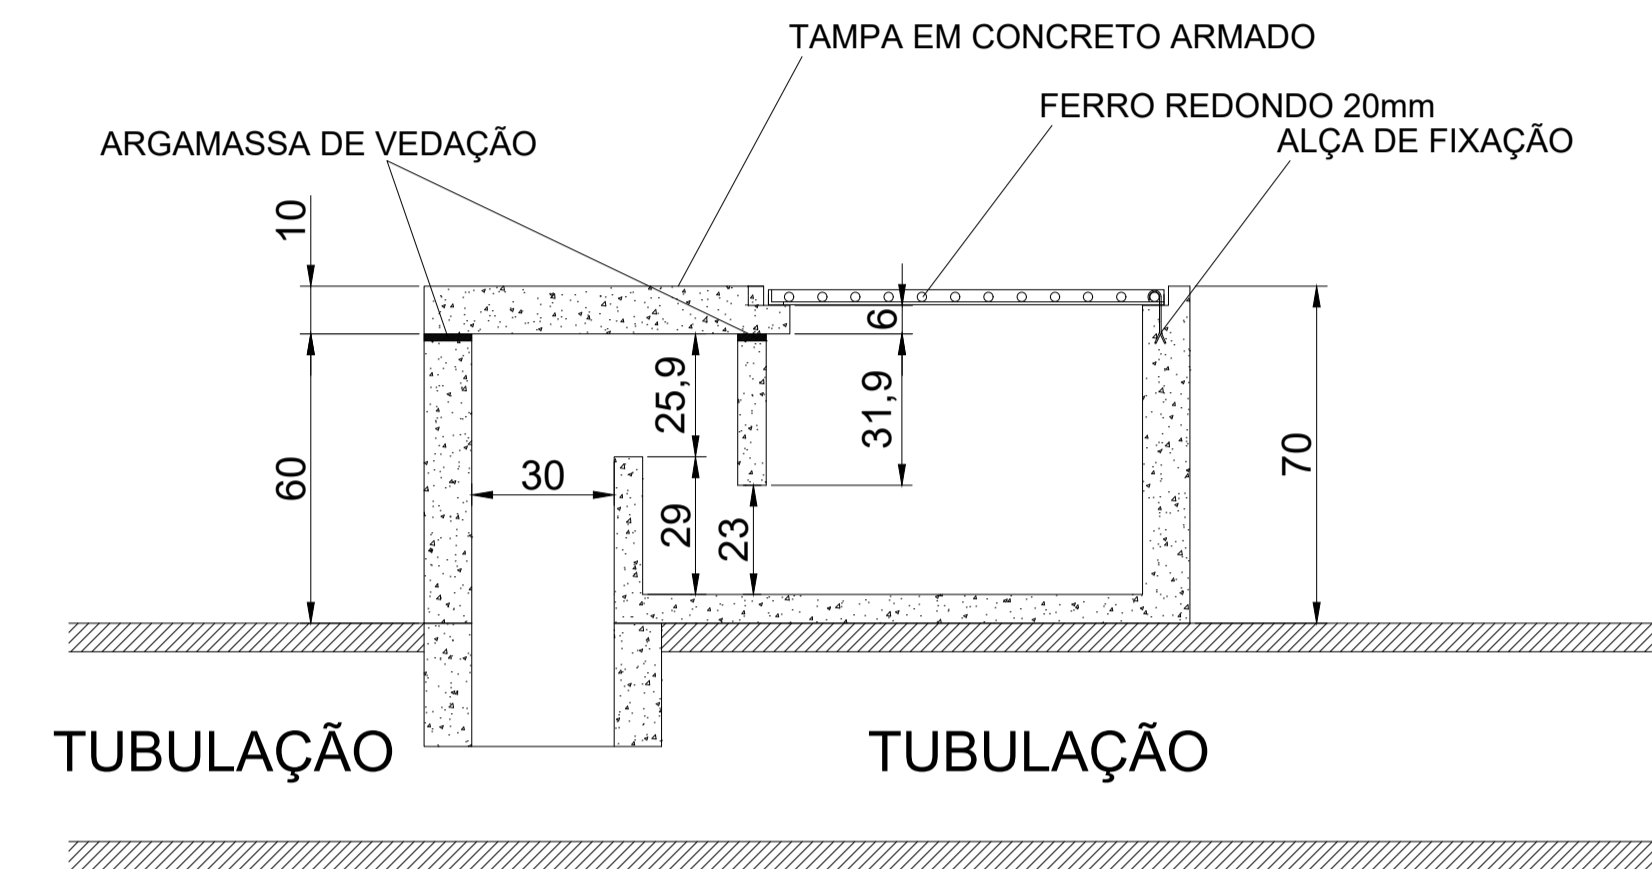 TAMPA EM CONCRETO ARMADO
FERRO REDONDO 20mm
ARGAMASSA DE VEDAÇÃO
ALÇA DE FIXAÇÃO
10
6
25,9
31,9
60
30
70
29
23
TUBULAÇÃO
TUBULAÇÃO